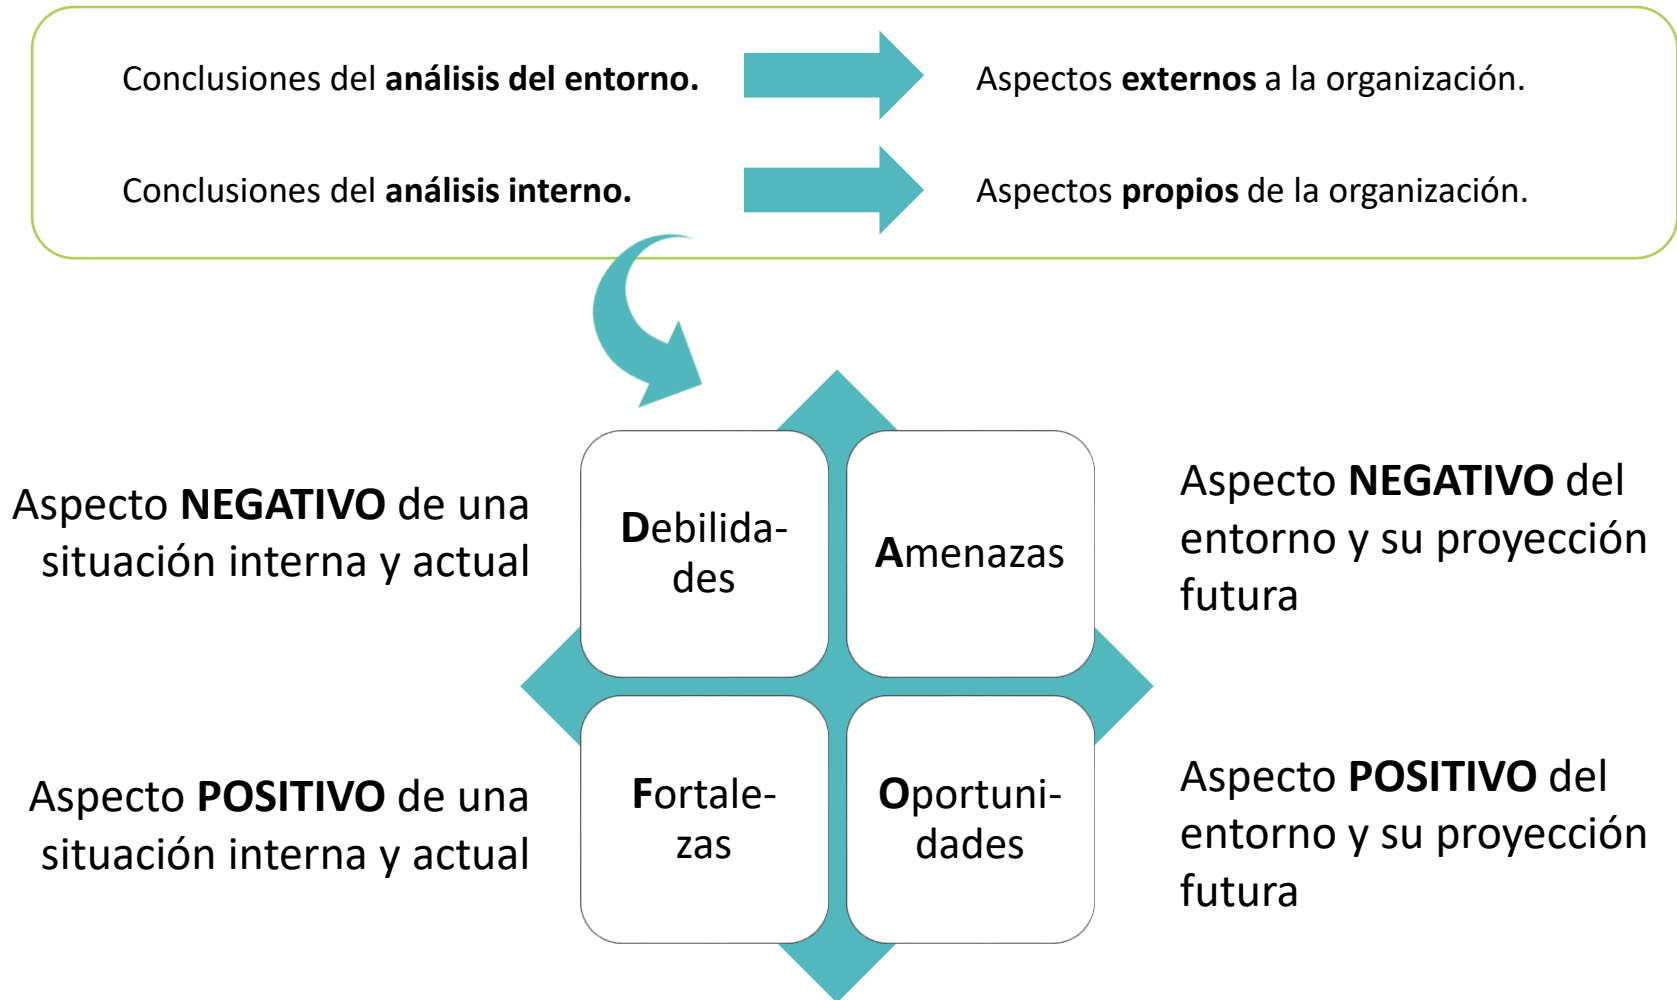 Conclusiones del análisis del entorno.
Aspectos externos a la organización.
Conclusiones del análisis interno.
Aspectos propios de la organización.
Aspecto NEGATIVO de una
situación interna y actual
Debilida-
des
Amenazas
Aspecto NEGATIVO del
entorno y su proyección
futura
Aspecto POSITIVO de una
situación interna y actual
Fortale-
zas
Oportuni-
dades
Aspecto POSITIVO del
entorno y su proyección
futura